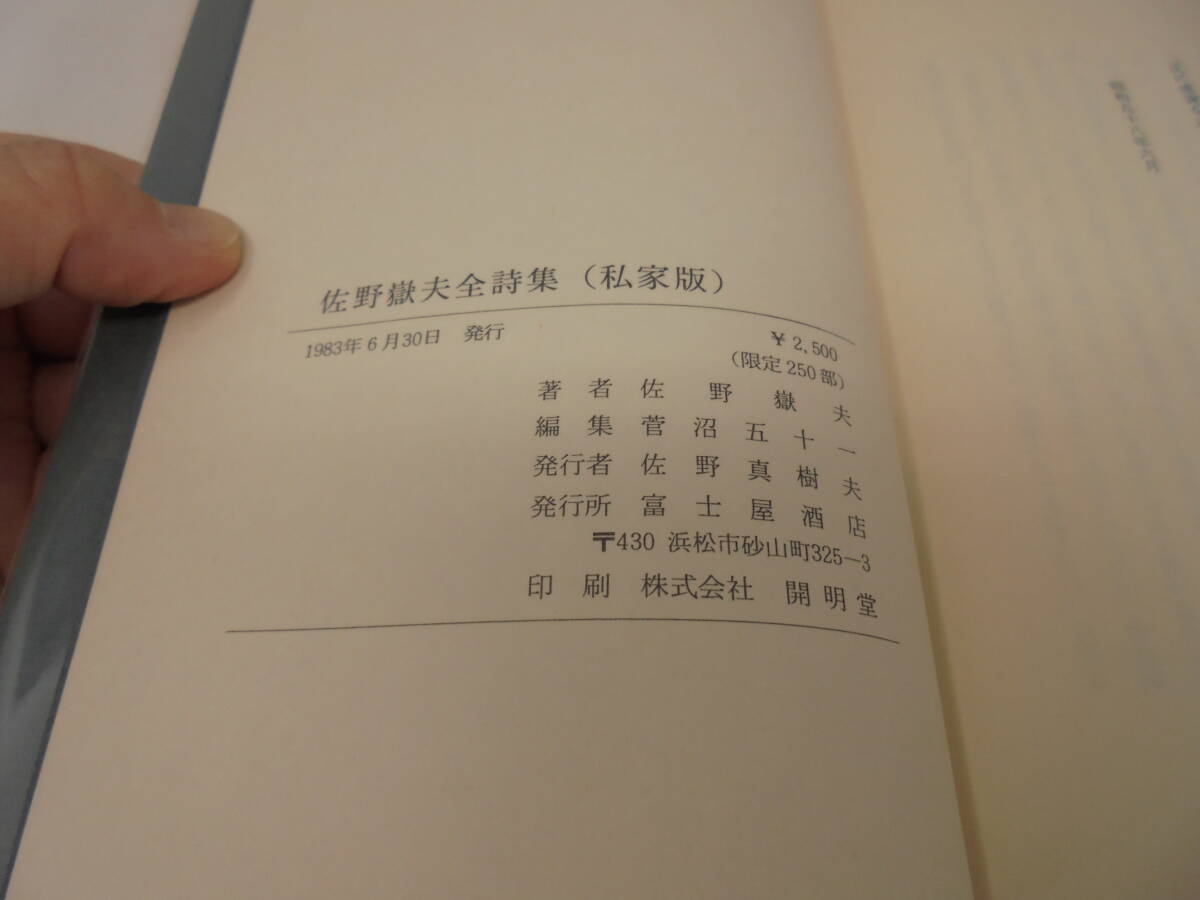 佐野嶽夫全詩集（私家版）
1983年6月30日　発行　￥2,500
（限定250部）
著者　佐野嶽夫
編集　菅沼五十一
発行者　佐野真樹夫
発行所　富士屋酒店
〒430 浜松市砂山町325−3
印刷　株式会社　開明堂